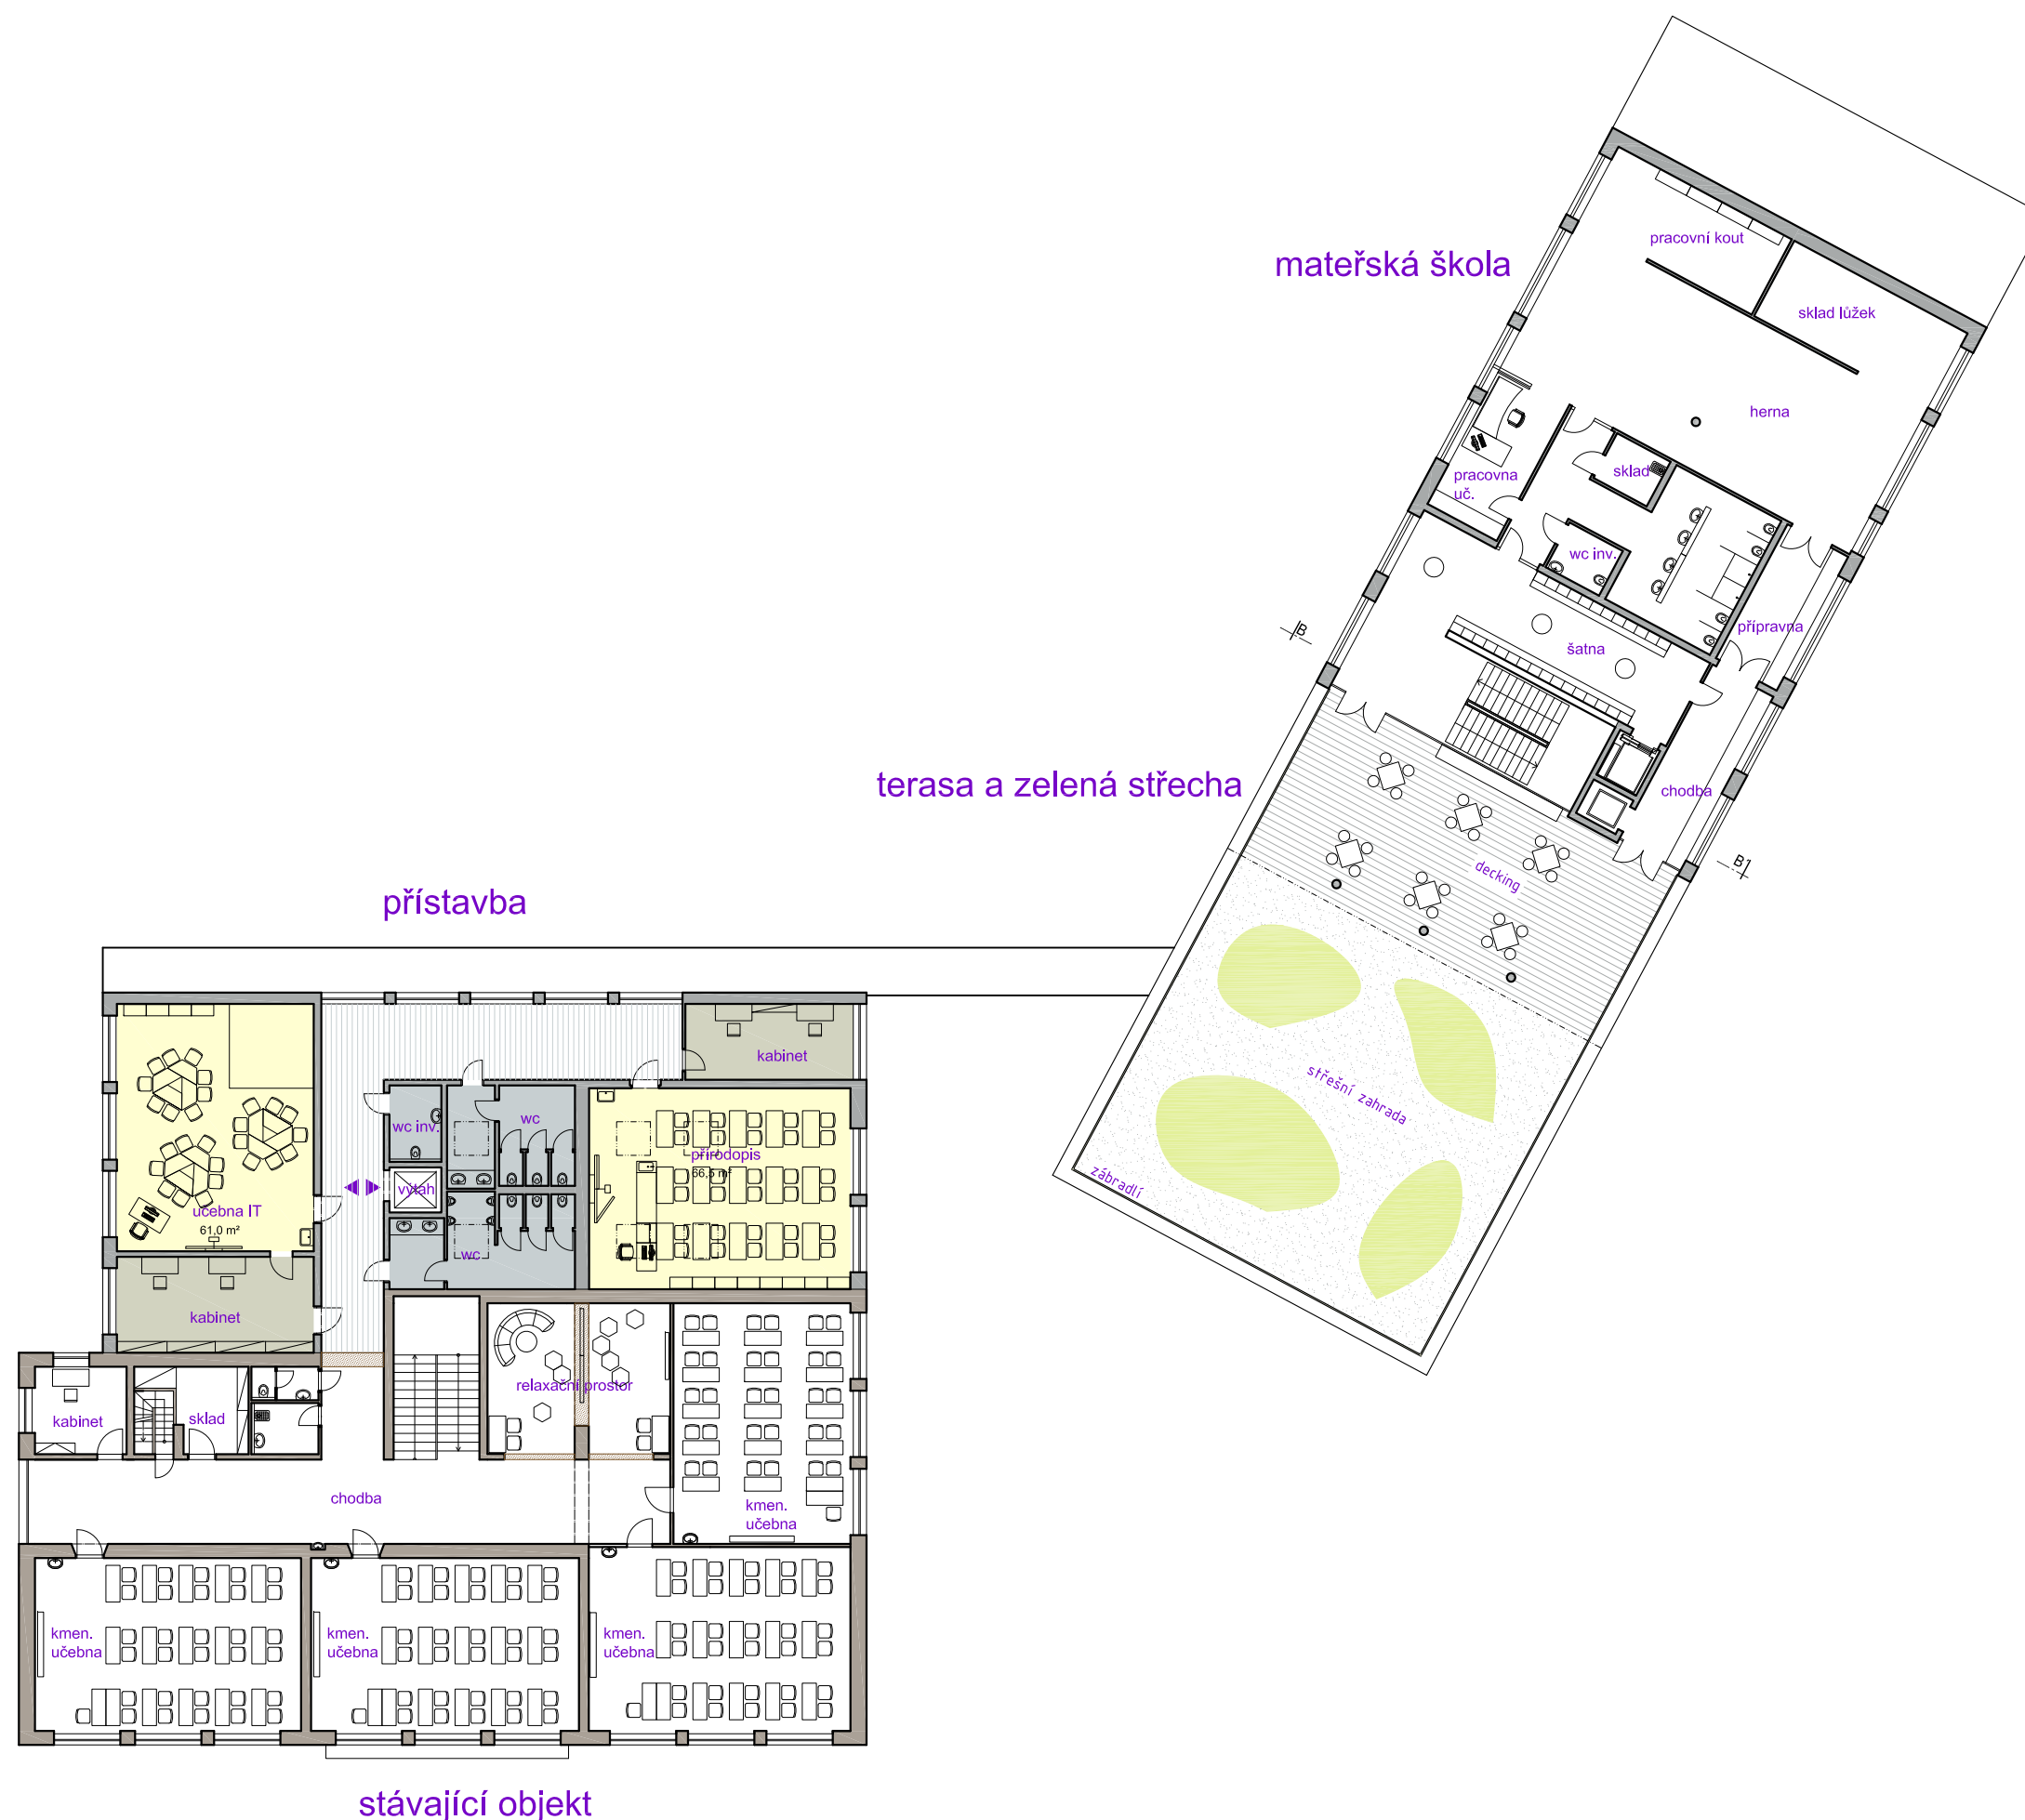 mateřská škola
pracovní kout
sklad lůžek
herna
sklad
pracovna
uč.
wc inv.
přípravna
šatna
B
chodba
B1
terasa a zelená střecha
decking
střešní zahrada
zábradlí
přístavba
kabinet
wc inv.
wc
výtah
přírodopis
66,5 m²
učebna IT
61,0 m²
wc
kabinet
relaxační prostor
kabinet
sklad
chodba
kmen.
učebna
kmen.
učebna
kmen.
učebna
kmen.
učebna
stávající objekt